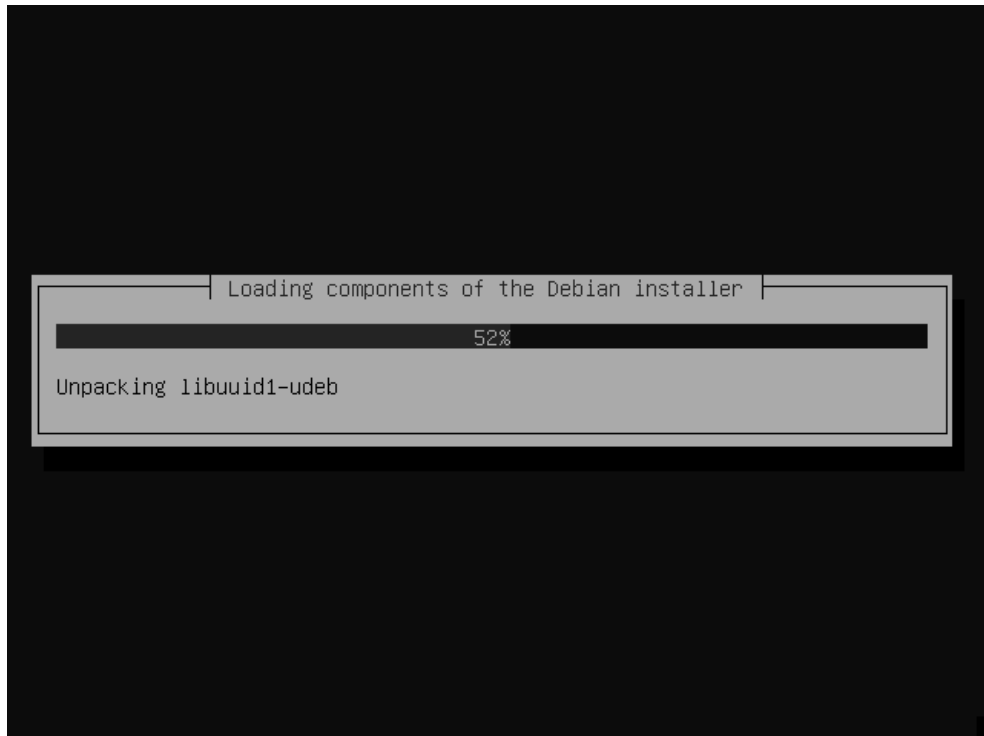 Loading components of the Debian installer
52%
Unpacking libuuid1-udeb